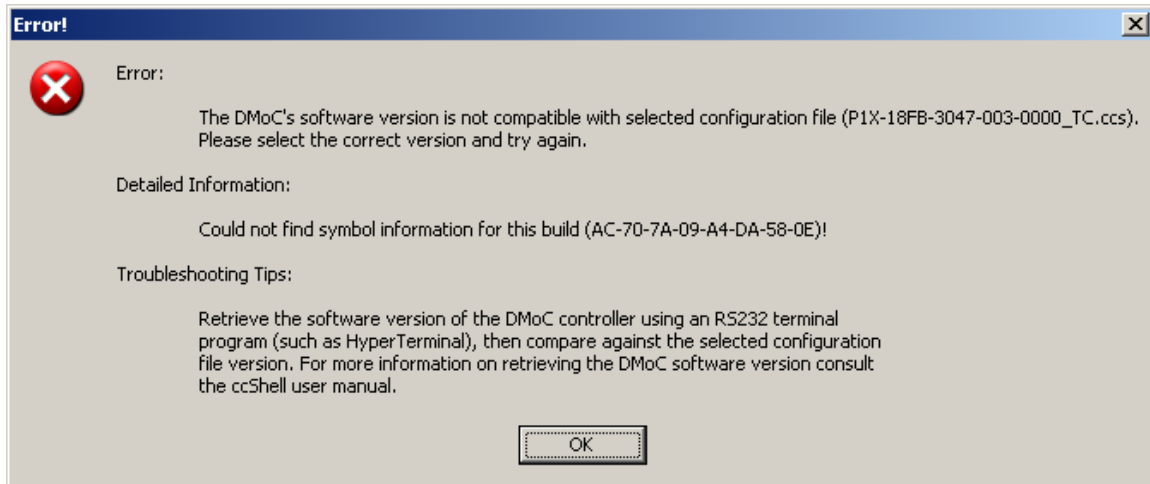 Error!
Error:
The DMoC's software version is not compatible with selected configuration file (P1X-18FB-3047-003-0000_TC.ccs).
Please select the correct version and try again.
Detailed Information:
Could not find symbol information for this build (AC-70-7A-09-A4-DA-58-0E)!
Troubleshooting Tips:
Retrieve the software version of the DMoC controller using an RS232 terminal
program (such as HyperTerminal), then compare against the selected configuration
file version. For more information on retrieving the DMoC software version consult
the ccShell user manual.
OK